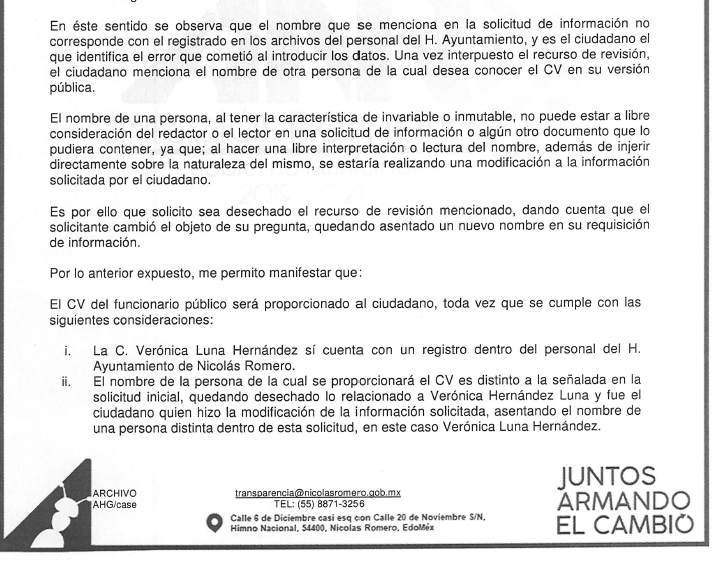 En éste sentido se observa que el nombre que se menciona en la solicitud de información no
corresponde con el registrado en los archivos del personal del H. Ayuntamiento, y es el ciudadano el
que identifica el error que cometió al introducir los datos. Una vez interpuesto el recurso de revisión,
el ciudadano menciona el nombre de otra persona de la cual desea conocer el CV en su versión
pública.
El nombre de una persona, al tener la característica de invariable o inmutable, no puede estar a libre
consideración del redactor o el lector en una solicitud de información o algún otro documento que lo
pudiera contener, ya que; al hacer una libre interpretación o lectura del nombre, además de injerir
directamente sobre la naturaleza del mismo, se estaría realizando una modificación a la información
solicitada por el ciudadano.
Es por ello que solicito sea desechado el recurso de revisión mencionado, dando cuenta que el
solicitante cambió el objeto de su pregunta, quedando asentado un nuevo nombre en su requisición
de información.
Por lo anterior expuesto, me permito manifestar que:
El CV del funcionario público será proporcionado al ciudadano, toda vez que se cumple con las
siguientes consideraciones:
i. La C. Verónica Luna Hernández sí cuenta con un registro dentro del personal del H.
Ayuntamiento de Nicolás Romero.
ii. El nombre de la persona de la cual se proporcionará el CV es distinto a la señalada en la
solicitud inicial, quedando desechado lo relacionado a Verónica Hernández Luna y fue el
ciudadano quien hizo la modificación de la información solicitada, asentando el nombre de
una persona distinta dentro de esta solicitud, en este caso Verónica Luna Hernández.
ARCHIVO
AHG/case
transparencia@nicolasromero.gob.mx
TEL: (55) 8871-3256
Calle 6 de Diciembre casi esq con Calle 20 de Noviembre S/N,
Himno Nacional, 54400, Nicolas Romero, EdoMéx
JUNTOS
ARMANDO
EL CAMBIO